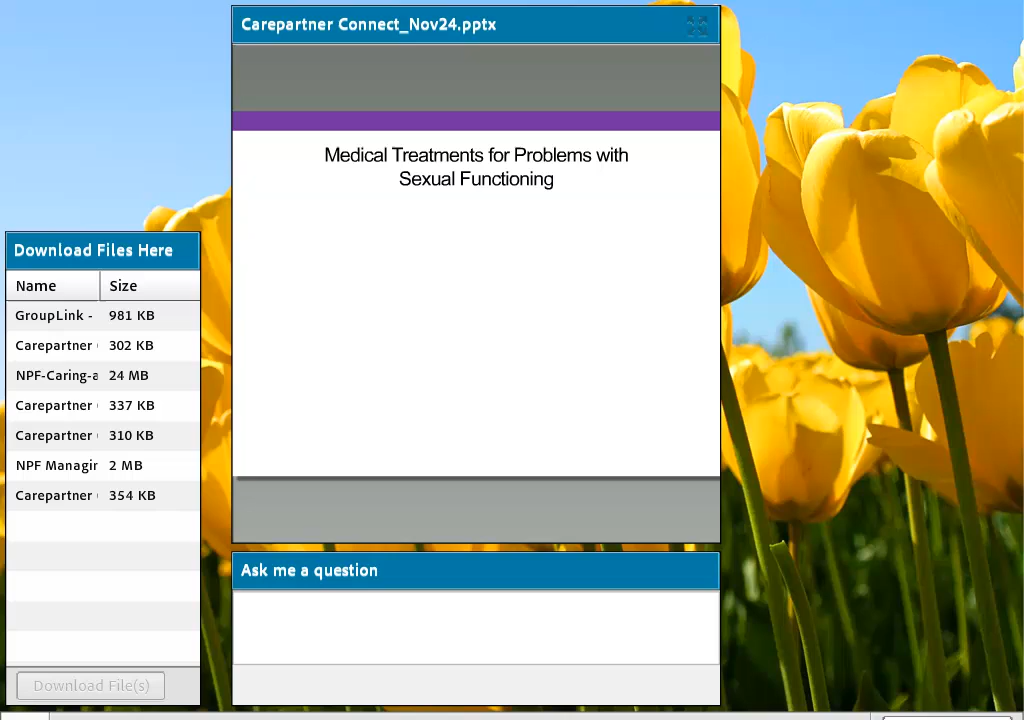 Carepartner Connect_Nov24.pptx
Medical Treatments for Problems with
Sexual Functioning
Download Files Here
Name Size
GroupLink - 981 KB
Carepartner 302 KB
NPF-Caring-a 24 MB
Carepartner 337 KB
Carepartner 310 KB
NPF Managin 2 MB
Carepartner 354 KB
Download File(s)
Ask me a question